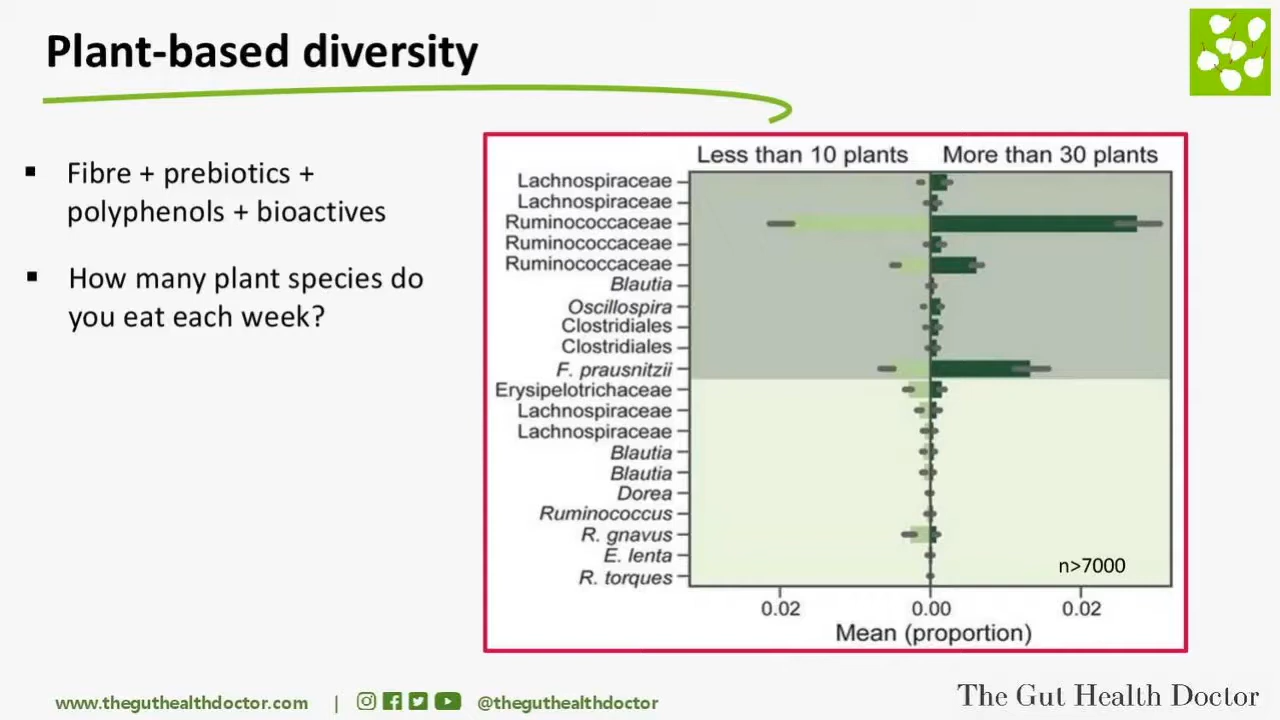 Plant-based diversity
▪ Fibre + prebiotics +
polyphenols + bioactives
▪ How many plant species do
you eat each week?
Less than 10 plants More than 30 plants
Lachnospiraceae
Lachnospiraceae
Ruminococcaceae
Ruminococcaceae
Ruminococcaceae
Blautia
Oscillospira
Clostridiales
Clostridiales
F. prausnitzii
Erysipelotrichaceae
Lachnospiraceae
Lachnospiraceae
Blautia
Blautia
Dorea
Ruminococcus
R. gnavus
E. lenta
R. torques
n>7000
0.02 0.00 0.02
Mean (proportion)
www.theguthealthdoctor.com | @theguthealthdoctor
The Gut Health Doctor